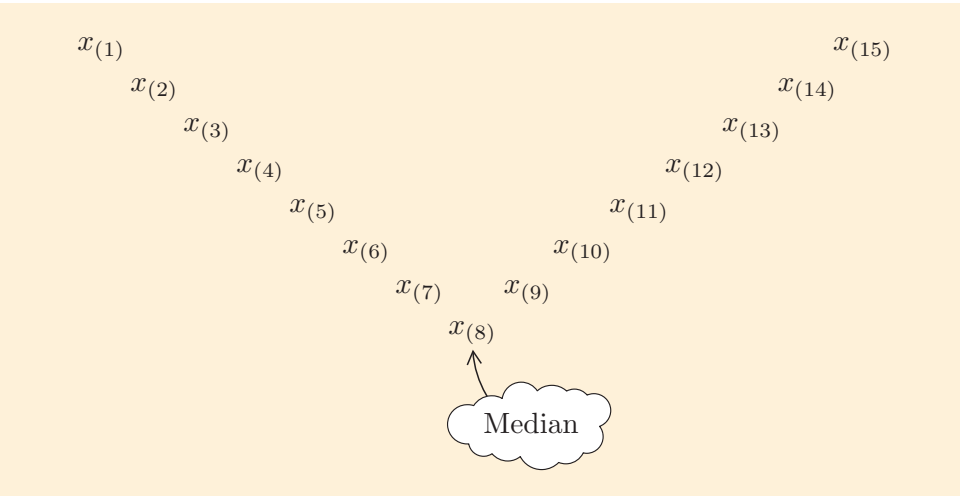 x(1) x(15)
x(2) x(14)
x(3) x(13)
x(4) x(12)
x(5) x(11)
x(6) x(10)
x(7) x(9)
x(8)
Median